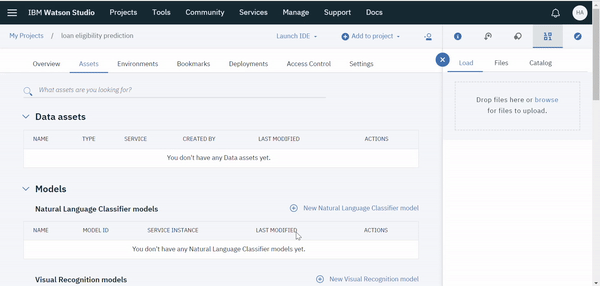 IBM Watson Studio Projects Tools Community Services Manage Support Docs HA
My Projects / loan eligibility prediction Launch IDE Add to project
Overview Assets Environments Bookmarks Deployments Access Control Settings Load Files Catalog
What assets are you looking for?
Drop files here or browse
for files to upload.
Data assets
NAME TYPE SERVICE CREATED BY LAST MODIFIED ACTIONS
You don't have any Data assets yet.
Models
Natural Language Classifier models New Natural Language Classifier model
NAME MODEL ID SERVICE INSTANCE LAST MODIFIED ACTIONS
You don't have any Natural Language Classifier models yet.
Visual Recognition models New Visual Recognition model